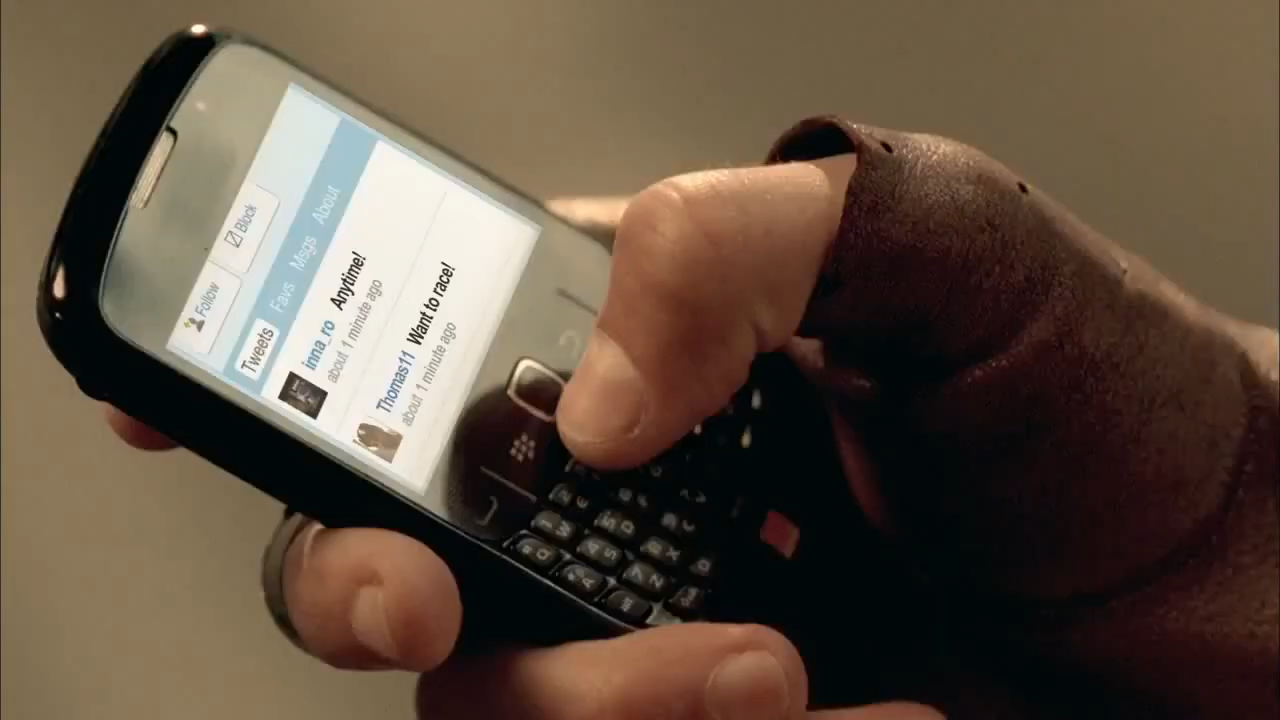 Follow
Block
Tweets Favs Msgs About
inna_ro Anytime!
about 1 minute ago
Thomas11 Want to race!
about 1 minute ago